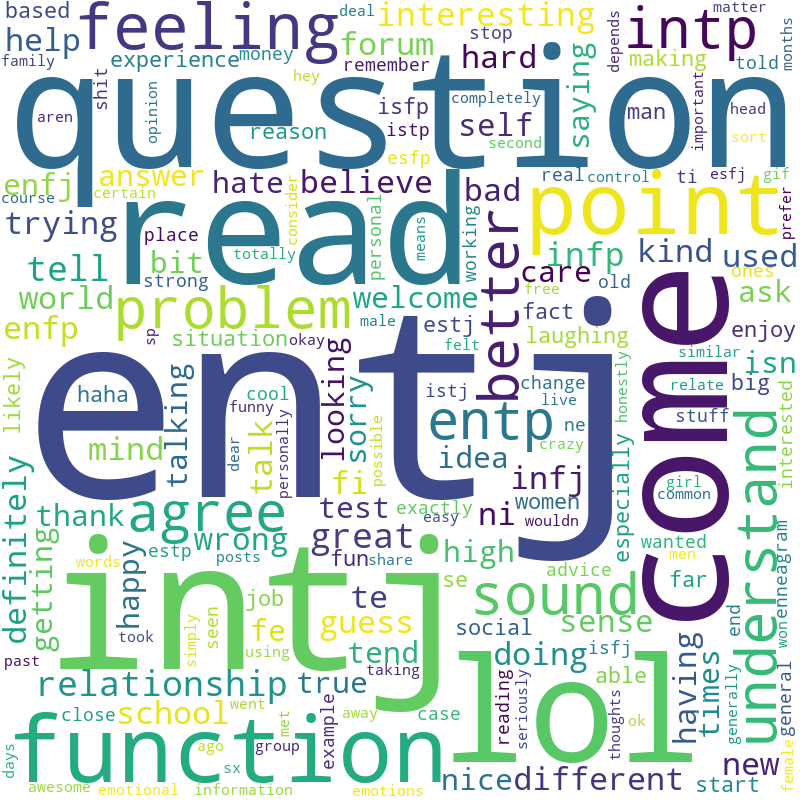 based
feeling
deal
interesting
intp
matter
help
experience
money
forum
stop
hard
saying
depends
making
told
months
family
shit
hey
remember
question
aren
opinion
reason
isfp
istp
completely
self
second
man
important
head
sort
enfj
answer
certain
hate
believe
esfp
bad
real
control
ti
esfj
gif
course
trying
place
strong
bit
read
consider
totally
personal
means
working
point
infp
kind
used
prefer
tell
world
problem
welcome
better
care
free
old
ones
ask
enfp
situation
sp
male
okay
estj
felt
fact
laughing
come
similar
enjoy
isn
likely
haha
talking
cool
funny
looking
sorry
entj
istj
change
live
honestly
relate
big
stuff
interested
mind
dear
talk
personally
fi
possible
entp
ne
crazy
idea
infj
women
especially
girl
common
understand
definitely
thank
agree
wrong
test
great
exactly
easy
ni
wouldn
wanted
men
enneagram
getting
words
happy
estp
posts
fun
share
high
se
advice
far
won
end
intj
took
simply
seen
job
fe
using
te
guess
tend
sound
sense
social
doing
isfj
able
having
times
generally
general
past
relationship
true
taking
lol
reading
seriously
close
school
went
met
example
away
case
thoughts
ok
new
female
days
function
ago
sx
group
nice
different
start
awesome
emotional
information
emotions